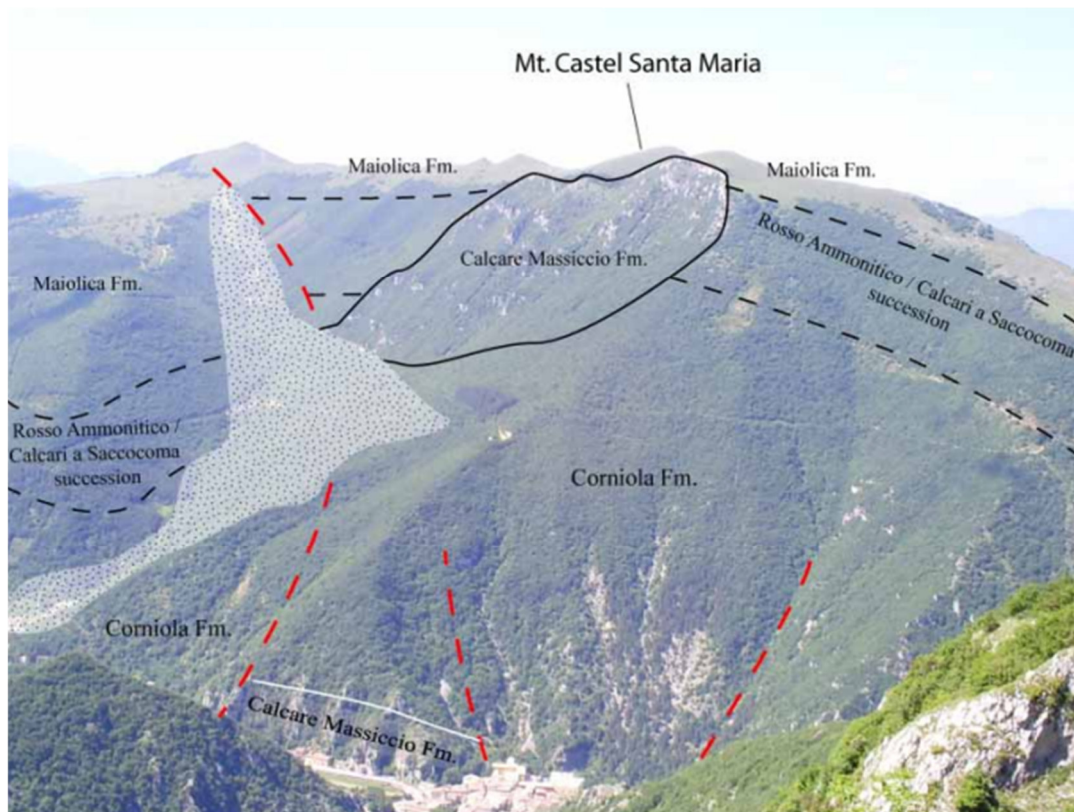 Mt. Castel Santa Maria
Maiolica Fm.
Maiolica Fm.
Rosso Ammonitico / Calcari a Saccocoma
succession
Calcare Massiccio Fm.
Maiolica Fm.
Rosso Ammonitico /
Calcari a Saccocoma
succession
Corniola Fm.
Corniola Fm.
Calcare Massiccio Fm.